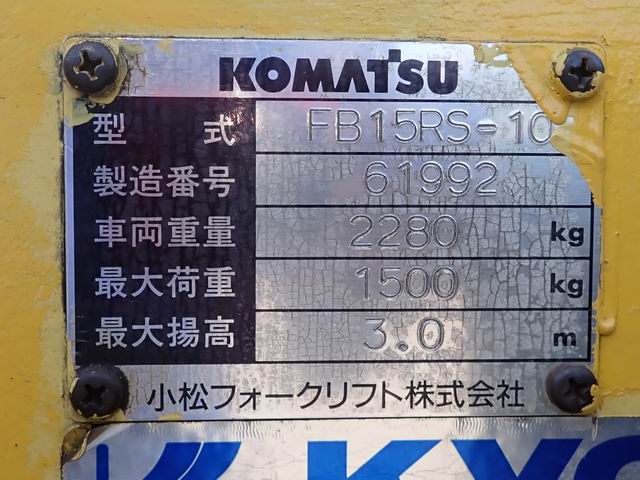 KOMATSU
型 式 FB15RS-10
製造番号 61992
車両重量 2280 kg
最大荷重 1500 kg
最大揚高 3.0 m
小松フォークリフト株式会社